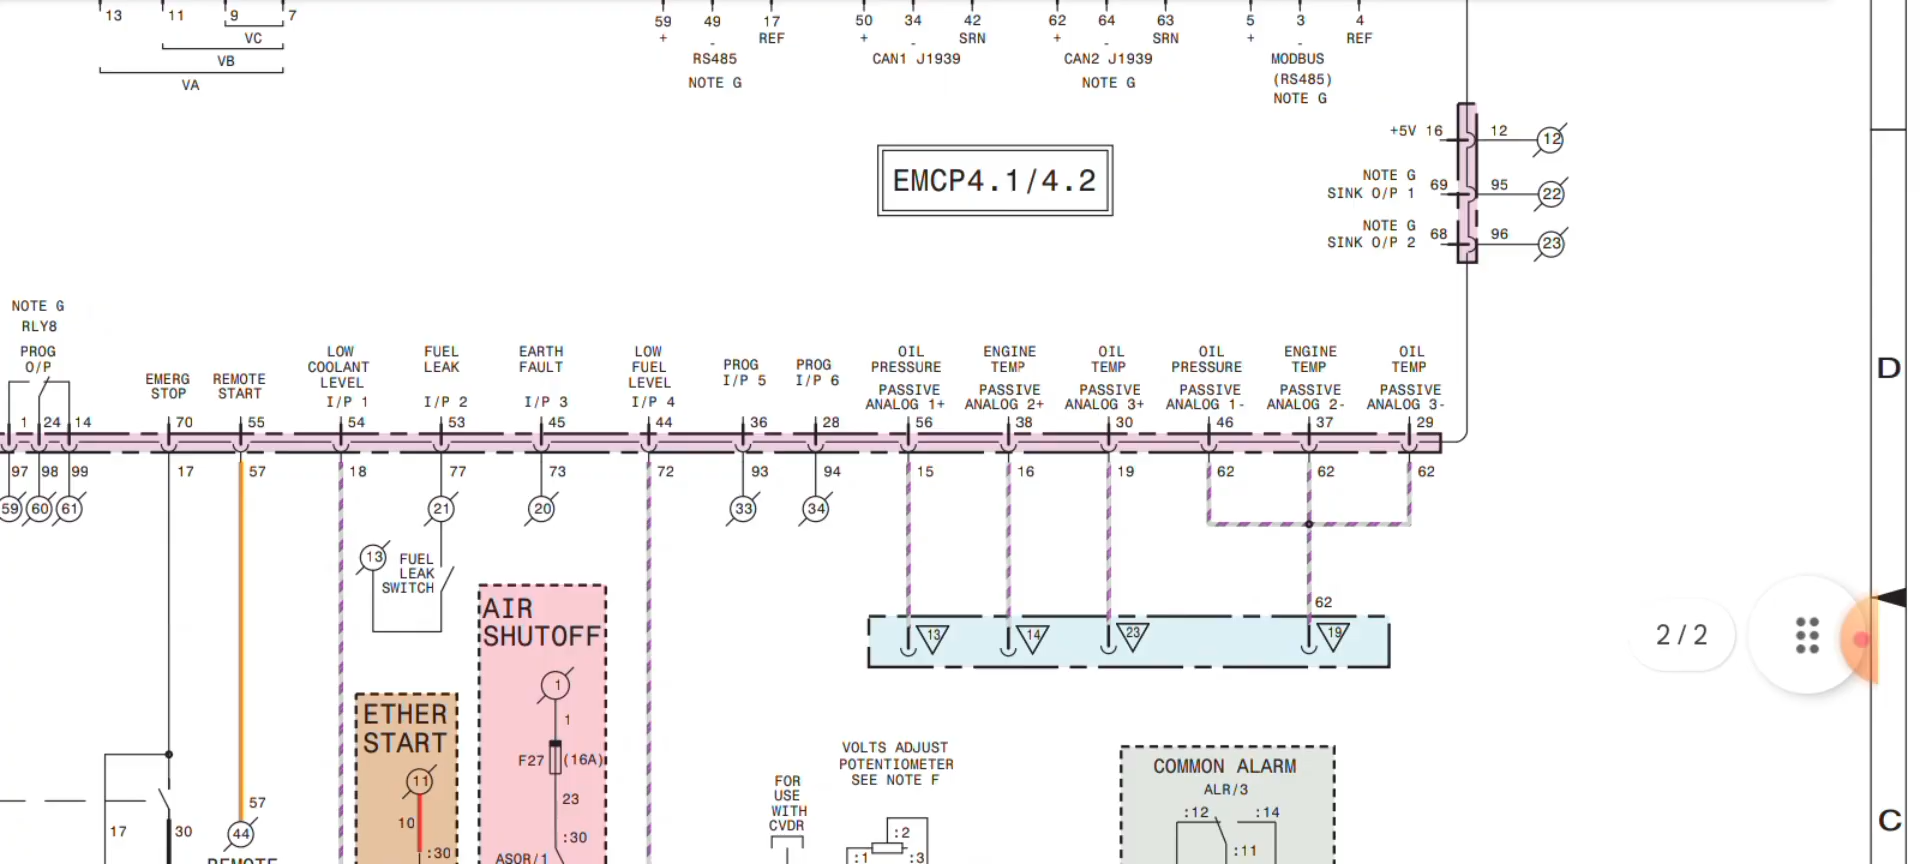 13 11 9 7
VC
VB
VA
59 49 17 50 34 42 62 64 63 5 3 4
+ - REF + - SRN + - SRN + - REF
RS485 CAN1 J1939 CAN2 J1939 MODBUS
NOTE G NOTE G (RS485)
NOTE G
+5V 16 12 12
EMCP4.1/4.2
NOTE G
SINK O/P 1 69 95 22
NOTE G
SINK O/P 2 68 96 23
NOTE G
RLY8
PROG
O/P
EMERG
STOP
REMOTE
START
LOW
COOLANT
LEVEL
I/P 1
FUEL
LEAK
I/P 2
EARTH
FAULT
I/P 3
LOW
FUEL
LEVEL
I/P 4
PROG
I/P 5
PROG
I/P 6
OIL
PRESSURE
PASSIVE
ANALOG 1+
ENGINE
TEMP
PASSIVE
ANALOG 2+
OIL
TEMP
PASSIVE
ANALOG 3+
OIL
PRESSURE
PASSIVE
ANALOG 1-
ENGINE
TEMP
PASSIVE
ANALOG 2-
OIL
TEMP
PASSIVE
ANALOG 3-
D
1 24 14 70 55 54 53 45 44 36 28 56 38 30 46 37 29
97 98 99 17 57 18 77 73 72 93 94 15 16 19 62 62 62
59 60 61 21 20 33 34
13
FUEL
LEAK
SWITCH
62
13 14 23 19
2 / 2
AIR
SHUTOFF
1
1
F27 (16A)
23
:30
ASOR/1
ETHER
START
11
10
:30
57
44
REMOTE
17 30
VOLTS ADJUST
POTENTIOMETER
SEE NOTE F
FOR
USE
WITH
CVDR
:2
:1 :3
COMMON ALARM
ALR/3
:12 :14
:11
C